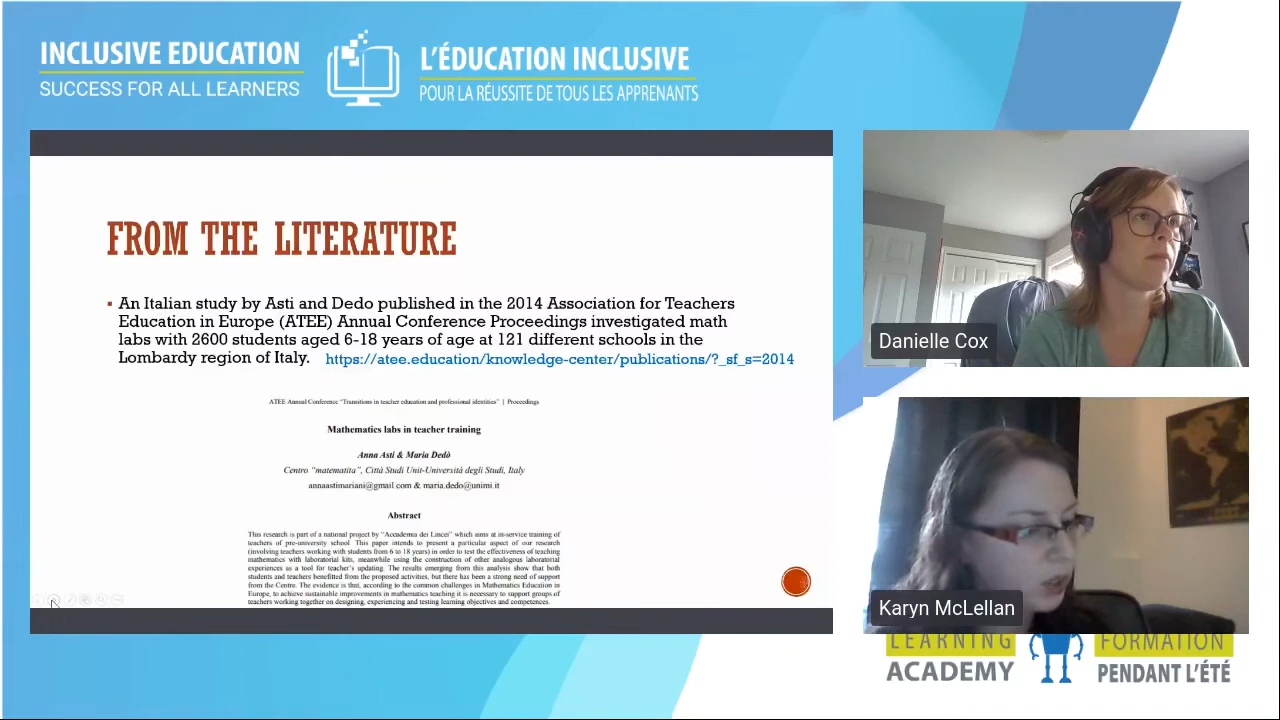 INCLUSIVE EDUCATION
SUCCESS FOR ALL LEARNERS
L'ÉDUCATION INCLUSIVE
POUR LA RÉUSSITE DE TOUS LES APPRENANTS
FROM THE LITERATURE
An Italian study by Asti and Dedo published in the 2014 Association for Teachers
Education in Europe (ATEE) Annual Conference Proceedings investigated math
labs with 2600 students aged 6-18 years of age at 121 different schools in the
Lombardy region of Italy. https://atee.education/knowledge-center/publications/?_sf_s=2014
ATEE Annual Conference "Transitions in teacher education and professional identities" | Proceedings
Mathematics labs in teacher training
Anna Asti & Maria Dedò
Centro "matematita", Città Studi Unit-Università degli Studi, Italy
annaastimariani@gmail.com & maria.dedo@unimi.it
Abstract
This research is part of a national project by "Accademia dei Lincei" which aims at in-service training of
teachers of pre-university school. This paper intends to present a particular aspect of our research
(involving teachers working with students from 6 to 18 years) in order to test the effectiveness of teaching
mathematics with laboratorial kits, meanwhile using the construction of other analogous laboratorial
experiences as a tool for teacher's updating. The results emerging from this analysis show that both
students and teachers benefitted from the proposed activities, but there has been a strong need of support
from the Centro. The evidence is that, according to the common challenges in Mathematics Education in
Europe, to achieve sustainable improvements in mathematics teaching it is necessary to support groups of
teachers working together on designing, experiencing and testing learning objectives and competences.
Danielle Cox
Karyn McLellan
LEARNING
ACADEMY
FORMATION
PENDANT L'ÉTÉ